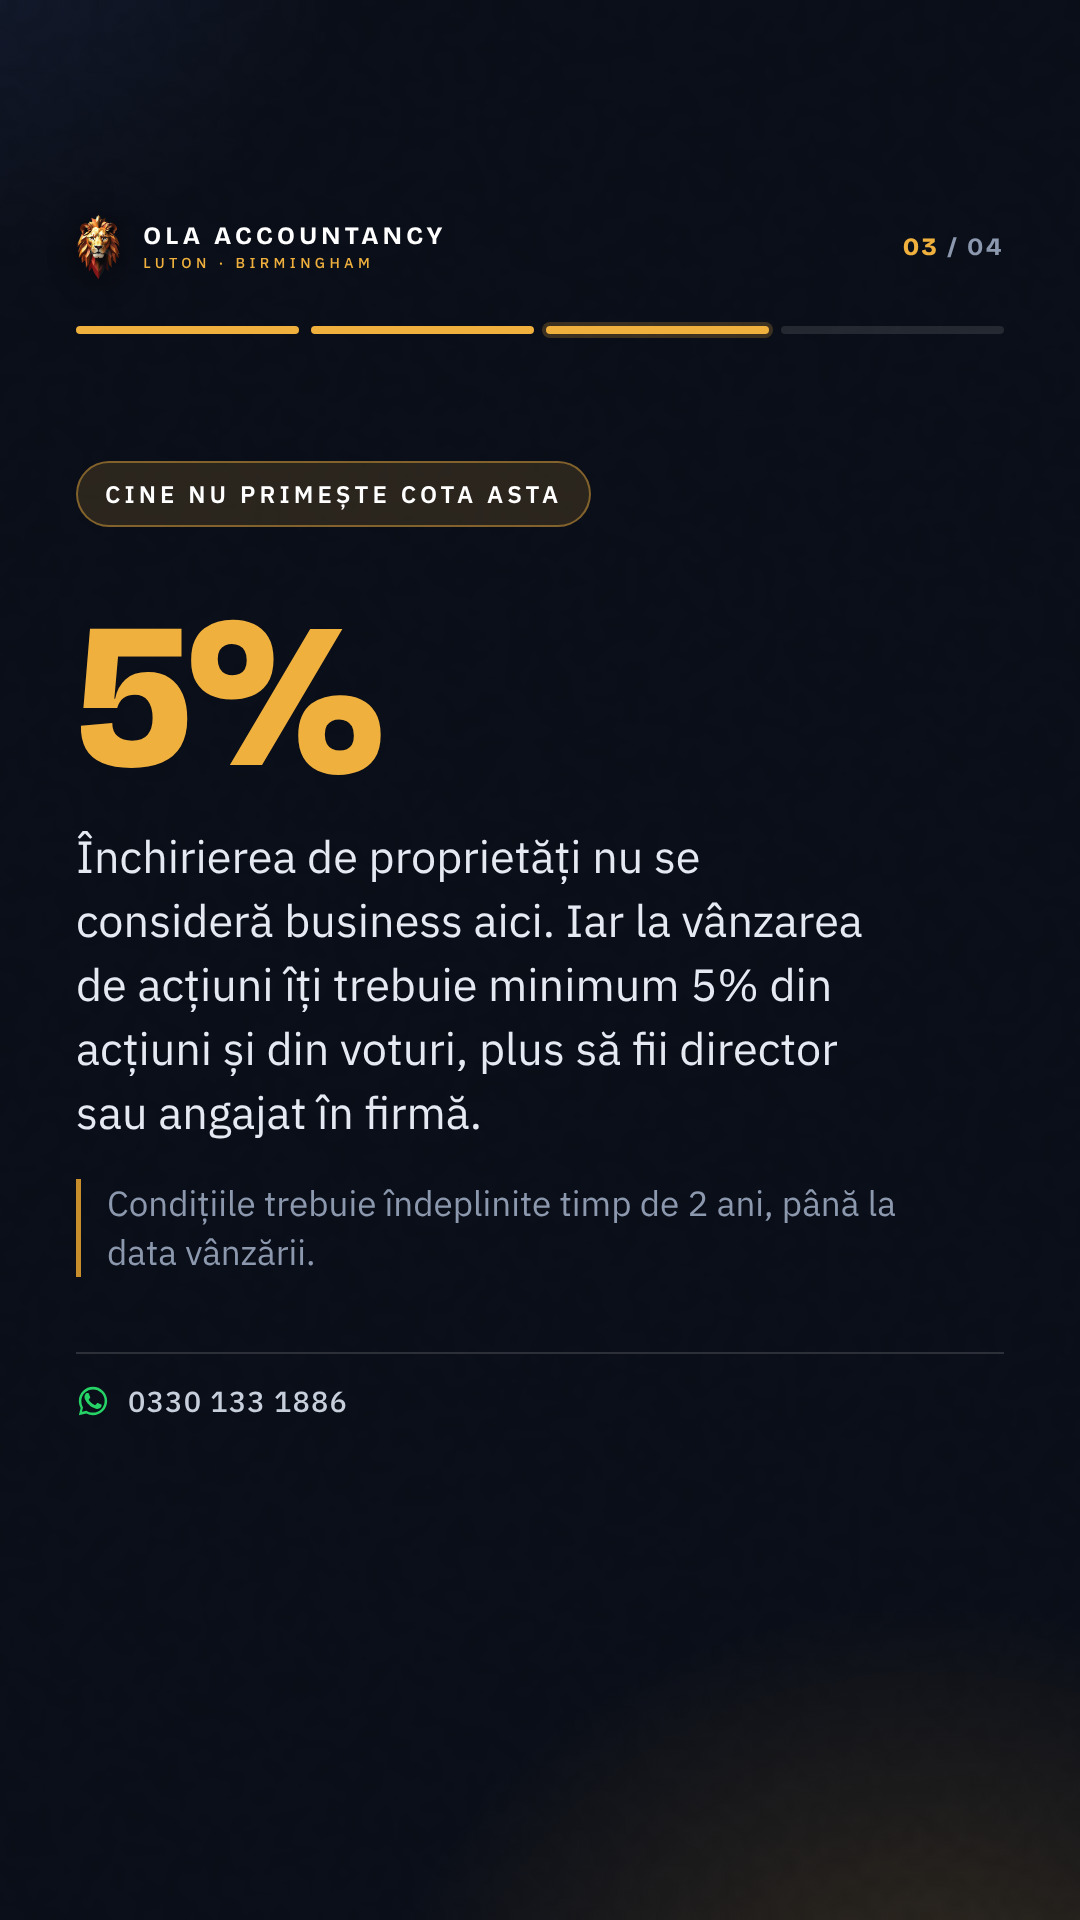 OLA ACCOUNTANCY
LUTON · BIRMINGHAM
03 / 04
CINE NU PRIMEȘTE COTA ASTA
5%
Închirierea de proprietăți nu se
consideră business aici. Iar la vânzarea
de acțiuni îți trebuie minimum 5% din
acțiuni și din voturi, plus să fii director
sau angajat în firmă.
Condițiile trebuie îndeplinite timp de 2 ani, până la
data vânzării.
0330 133 1886